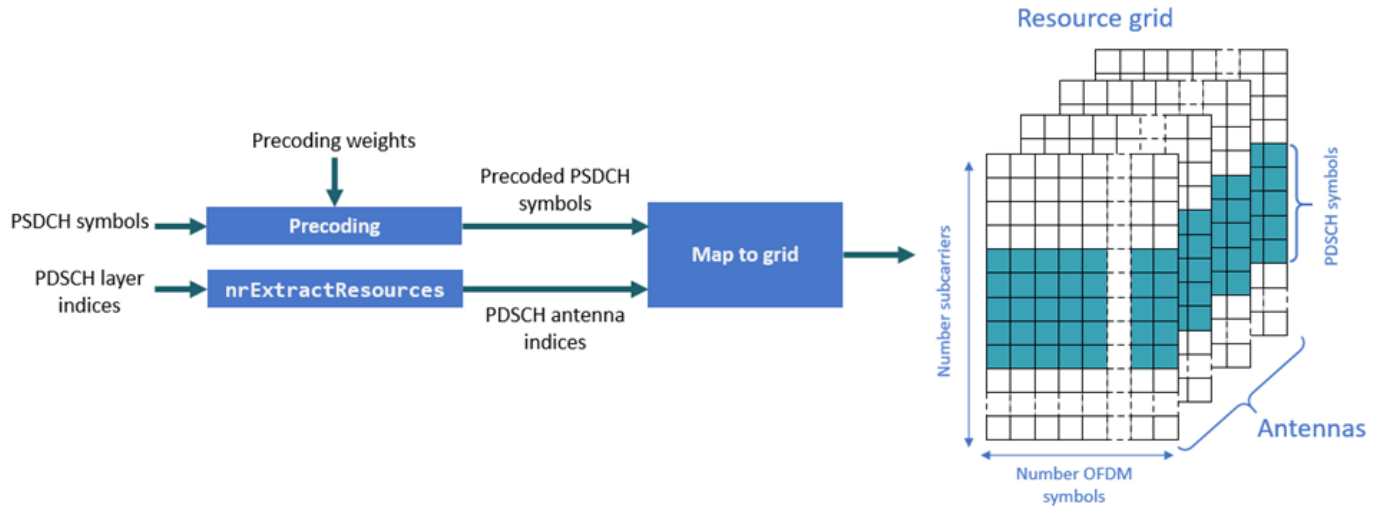 Resource grid
Precoding weights
Precoded PSDCH
symbols
PSDCH symbols
Precoding
Map to grid
PDSCH layer
indices
nrExtractResources
PDSCH antenna
indices
Number subcarriers
PDSCH symbols
Antennas
Number OFDM
symbols